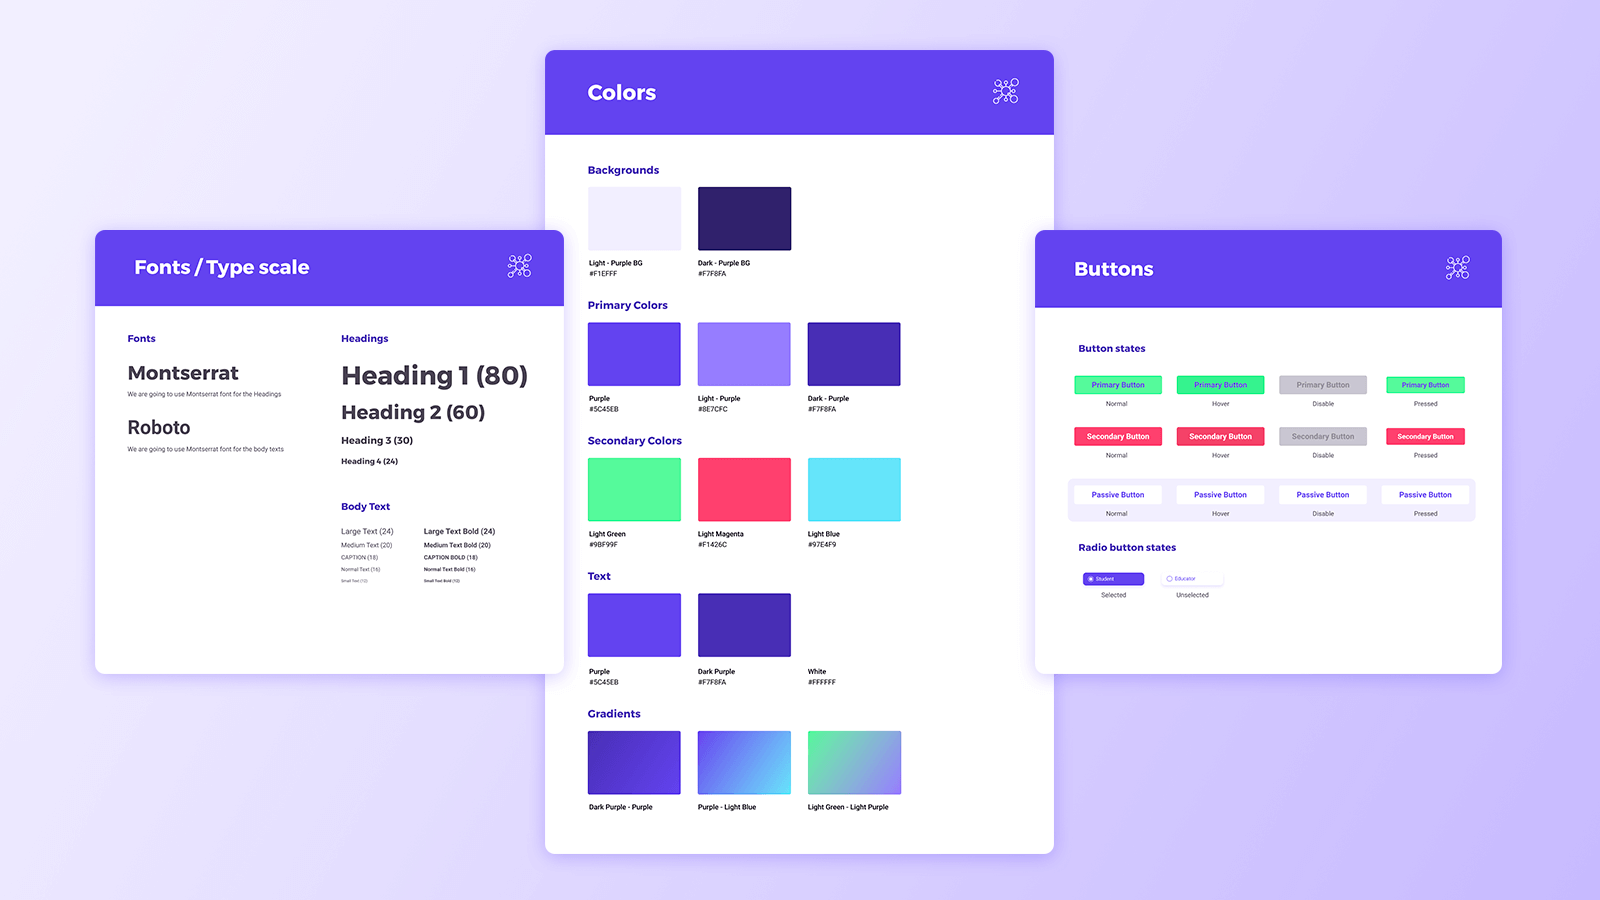 Fonts / Type scale
Fonts
Montserrat
We are going to use Montserrat font for the Headings
Roboto
We are going to use Montserrat font for the body texts
Headings
Heading 1 (80)
Heading 2 (60)
Heading 3 (30)
Heading 4 (24)
Body Text
Large Text (24) Large Text Bold (24)
Medium Text (20) Medium Text Bold (20)
CAPTION (18) CAPTION BOLD (18)
Normal Text (16) Normal Text Bold (16)
Small Text (12) Small Text Bold (12)
Colors
Backgrounds
Light - Purple BG Dark - Purple BG
#F1EFFF #F7F8FA
Primary Colors
Purple Light - Purple Dark - Purple
#5C45EB #8E7CFC #F7F8FA
Secondary Colors
Light Green Light Magenta Light Blue
#9BF99F #F1426C #97E4F9
Text
Purple Dark Purple White
#5C45EB #F7F8FA #FFFFFF
Gradients
Dark Purple - Purple Purple - Light Blue Light Green - Light Purple
Buttons
Button states
Primary Button Primary Button Primary Button Primary Button
Normal Hover Disable Pressed
Secondary Button Secondary Button Secondary Button Secondary Button
Normal Hover Disable Pressed
Passive Button Passive Button Passive Button Passive Button
Normal Hover Disable Pressed
Radio button states
Student Educator
Selected Unselected